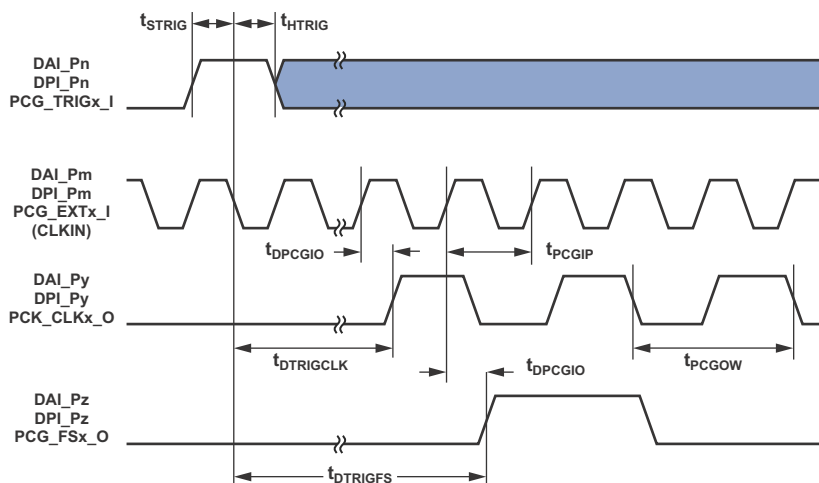 tSTRIG tHTRIG
DAI_Pn
DPI_Pn
PCG_TRIGx_I
DAI_Pm
DPI_Pm
PCG_EXTx_I
(CLKIN)
tDPCGIO tPCGIP
DAI_Py
DPI_Py
PCK_CLKx_O
tDTRIGCLK tDPCGIO tPCGOW
DAI_Pz
DPI_Pz
PCG_FSx_O
tDTRIGFS